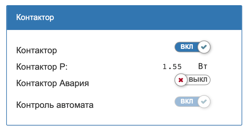 Контактор
Контактор ВКЛ
Контактор P: 1.55 Вт
Контактор Авария ВЫКЛ
Контроль автомата ВКЛ